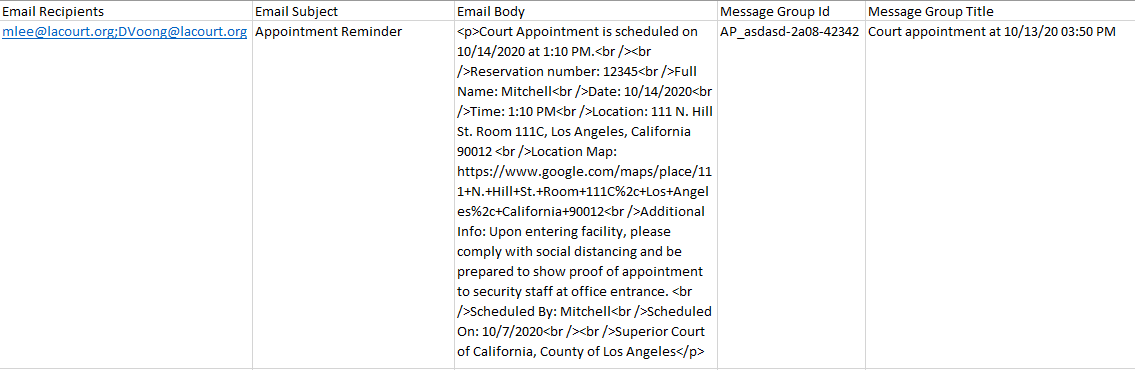 Email Recipients Email Subject Email Body Message Group Id Message Group Title
mlee@lacourt.org;DVoong@lacourt.org Appointment Reminder <p>Court Appointment is scheduled on AP_asdasd-2a08-42342 Court appointment at 10/13/20 03:50 PM
10/14/2020 at 1:10 PM.<br /><br
/>Reservation number: 12345<br />Full
Name: Mitchell<br />Date: 10/14/2020<br
/>Time: 1:10 PM<br />Location: 111 N. Hill
St. Room 111C, Los Angeles, California
90012 <br />Location Map:
https://www.google.com/maps/place/11
1+N.+Hill+St.+Room+111C%2c+Los+Angel
es%2c+California+90012<br />Additional
Info: Upon entering facility, please
comply with social distancing and be
prepared to show proof of appointment
to security staff at office entrance. <br
/>Scheduled By: Mitchell<br />Scheduled
On: 10/7/2020<br /><br />Superior Court
of California, County of Los Angeles</p>